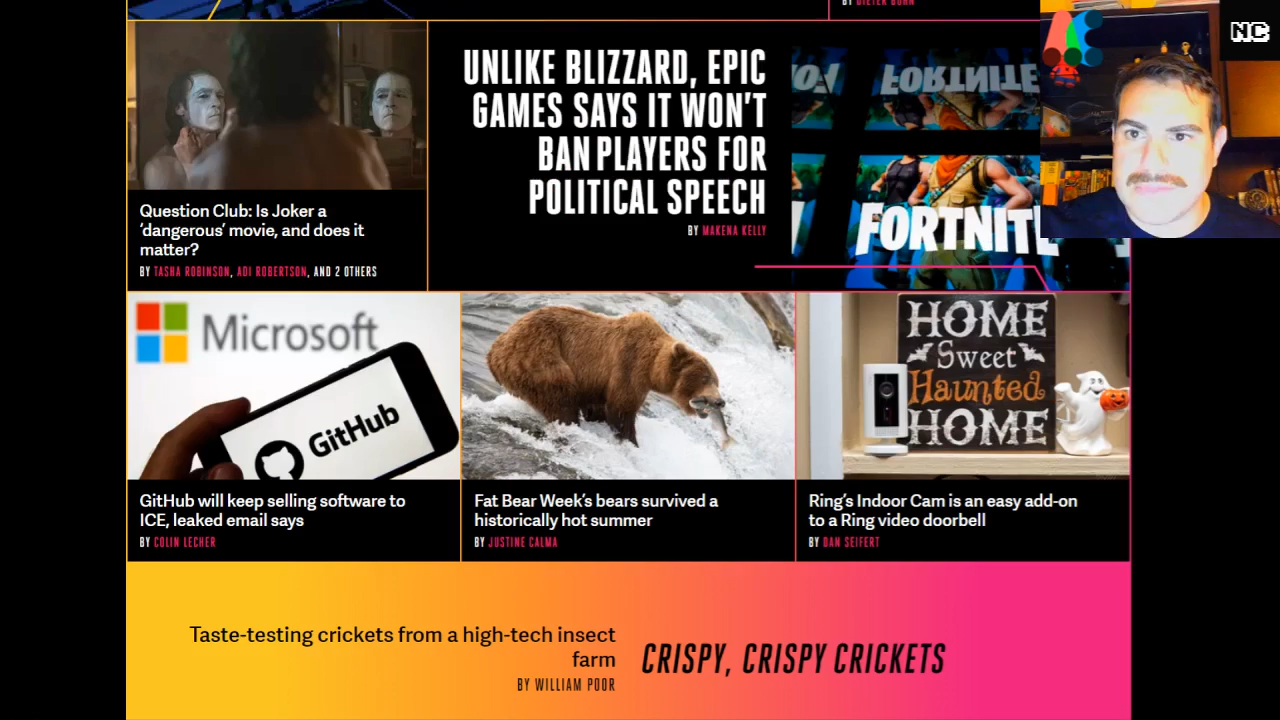 BY DIETER BOHN
NC
Question Club: Is Joker a
‘dangerous’ movie, and does it
matter?
BY TASHA ROBINSON, ADI ROBERTSON, AND 2 OTHERS
UNLIKE BLIZZARD, EPIC
GAMES SAYS IT WON'T
BAN PLAYERS FOR
POLITICAL SPEECH
BY MAKENA KELLY
FORTNITE
FORTNITE
Microsoft
GitHub
GitHub will keep selling software to
ICE, leaked email says
BY COLIN LECHER
Fat Bear Week’s bears survived a
historically hot summer
BY JUSTINE CALMA
HOME
Sweet
Haunted
HOME
Ring’s Indoor Cam is an easy add-on
to a Ring video doorbell
BY DAN SEIFERT
Taste-testing crickets from a high-tech insect
farm
BY WILLIAM POOR
CRISPY, CRISPY CRICKETS